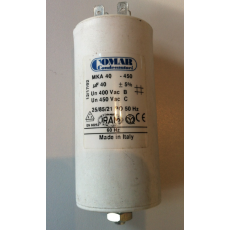 COMAR
Condensatori
MKA 40 - 450
µF 40 ± 5%
Un 400 Vac B
Un 450 Vac C
25/85/21 50 Hz
60 Hz
Made in Italy